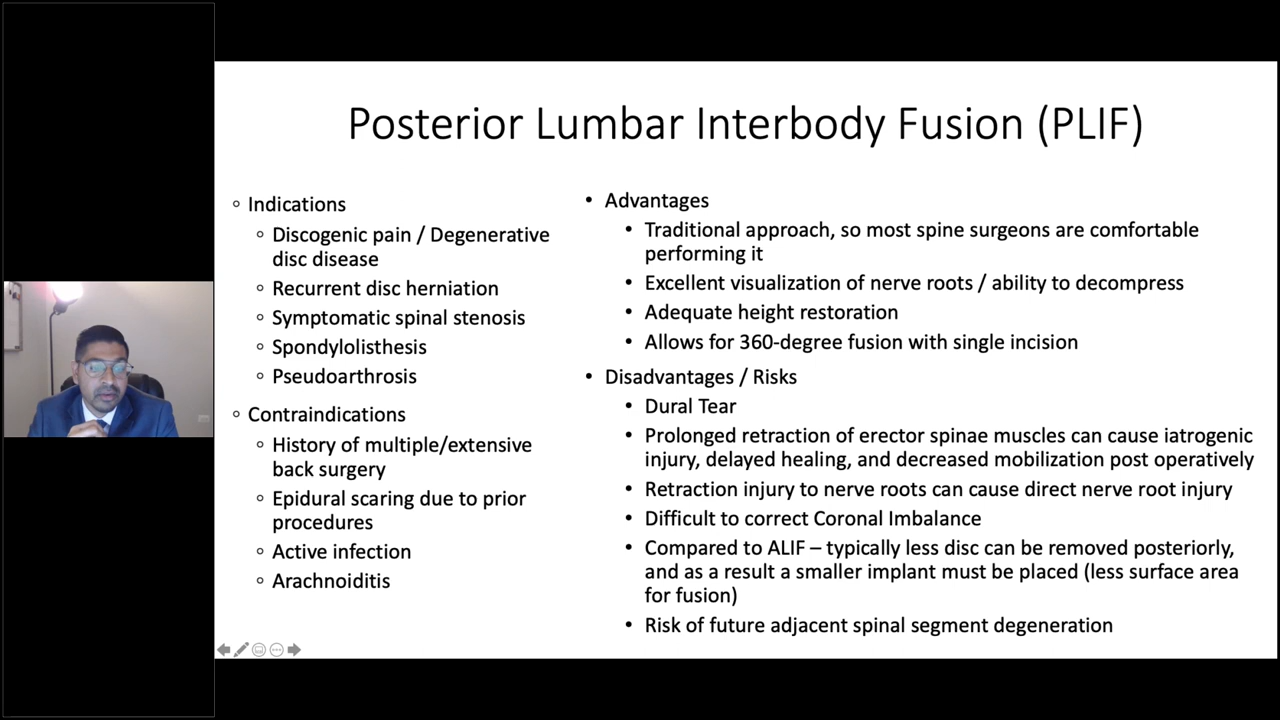 Posterior Lumbar Interbody Fusion (PLIF)
Indications
Discogenic pain / Degenerative
disc disease
Recurrent disc herniation
Symptomatic spinal stenosis
Spondylolisthesis
Pseudoarthrosis
Contraindications
History of multiple/extensive
back surgery
Epidural scaring due to prior
procedures
Active infection
Arachnoiditis
Advantages
Traditional approach, so most spine surgeons are comfortable
performing it
Excellent visualization of nerve roots / ability to decompress
Adequate height restoration
Allows for 360-degree fusion with single incision
Disadvantages / Risks
Dural Tear
Prolonged retraction of erector spinae muscles can cause iatrogenic
injury, delayed healing, and decreased mobilization post operatively
Retraction injury to nerve roots can cause direct nerve root injury
Difficult to correct Coronal Imbalance
Compared to ALIF – typically less disc can be removed posteriorly,
and as a result a smaller implant must be placed (less surface area
for fusion)
Risk of future adjacent spinal segment degeneration